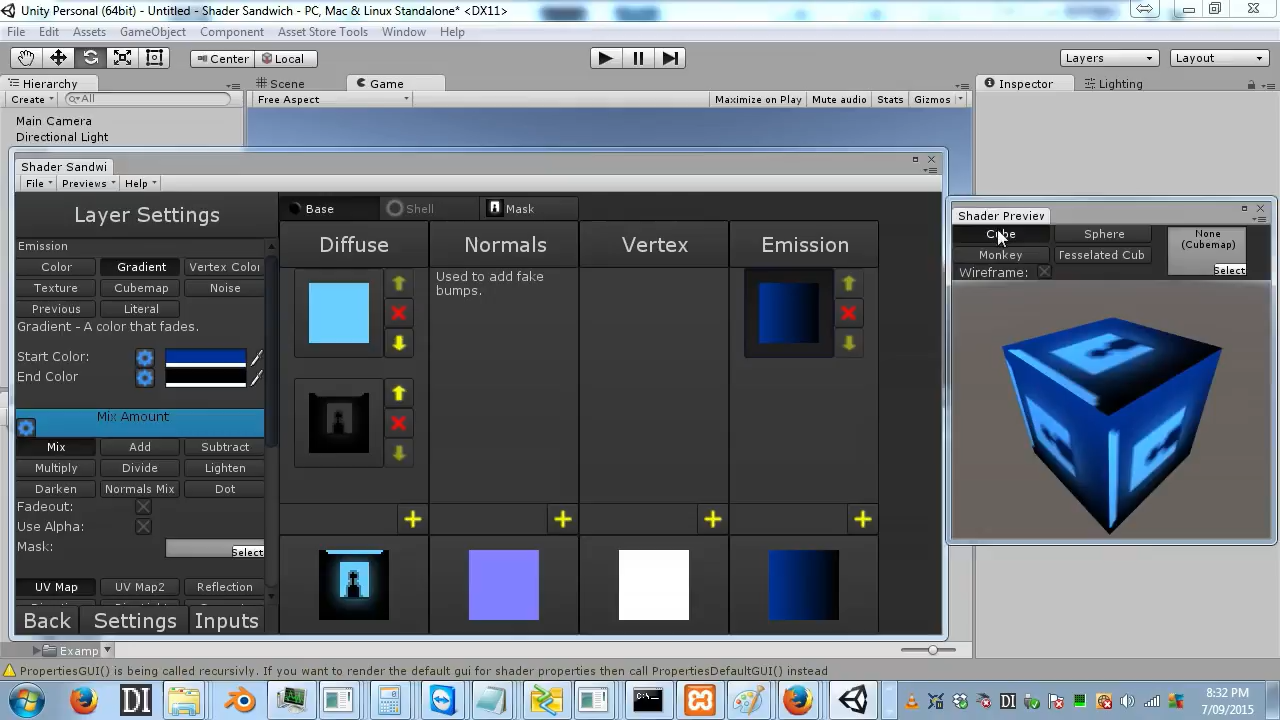 Unity Personal (64bit) - Untitled - Shader Sandwich - PC, Mac & Linux Standalone* <DX11>
File Edit Assets GameObject Component Asset Store Tools Window Help
Center Local Layers Layout
Hierarchy Scene Game Inspector Lighting
Create All Free Aspect Maximize on Play Mute audio Stats Gizmos
Main Camera
Directional Light
Shader Sandwi
File Previews Help
Layer Settings
Emission
Color Gradient Vertex Color
Texture Cubemap Noise
Previous Literal
Gradient - A color that fades.
Start Color:
End Color
Mix Amount
Mix Add Subtract
Multiply Divide Lighten
Darken Normals Mix Dot
Fadeout:
Use Alpha:
Mask: Select
UV Map UV Map2 Reflection
Back Settings Inputs
Base Shell Mask
Diffuse Normals Vertex Emission
Used to add fake
bumps.
Shader Preview
Cube Sphere
Monkey Tesselated Cub
Wireframe:
None
(Cubemap)
Select
Examp
PropertiesGUI() is being called recursivly. If you want to render the default gui for shader properties then call PropertiesDefaultGUI() instead
DI
DI
8:32 PM
7/09/2015